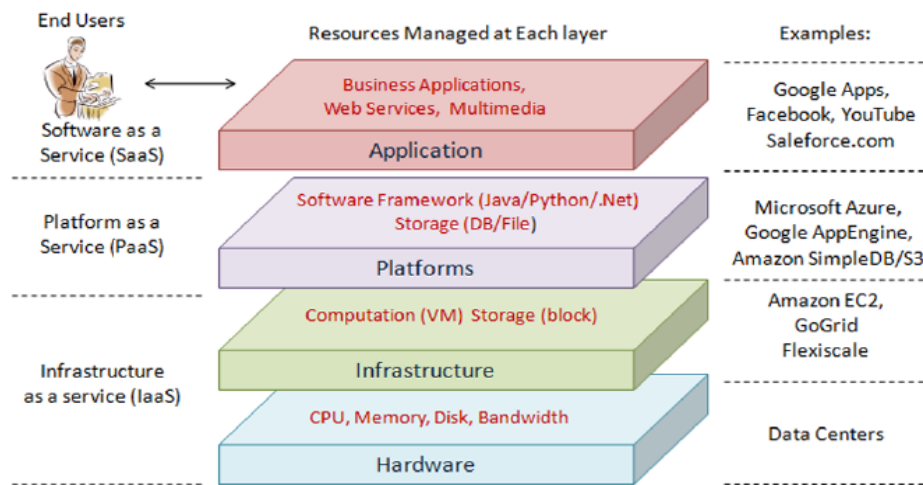 End Users
Resources Managed at Each layer
Examples:
Business Applications,
Web Services, Multimedia
Application
Software as a
Service (SaaS)
Google Apps,
Facebook, YouTube
Saleforce.com
Platform as a
Service (PaaS)
Software Framework (Java/Python/.Net)
Storage (DB/File)
Platforms
Microsoft Azure,
Google AppEngine,
Amazon SimpleDB/S3
Infrastructure
as a service (IaaS)
Computation (VM) Storage (block)
Infrastructure
Amazon EC2,
GoGrid
Flexiscale
CPU, Memory, Disk, Bandwidth
Hardware
Data Centers